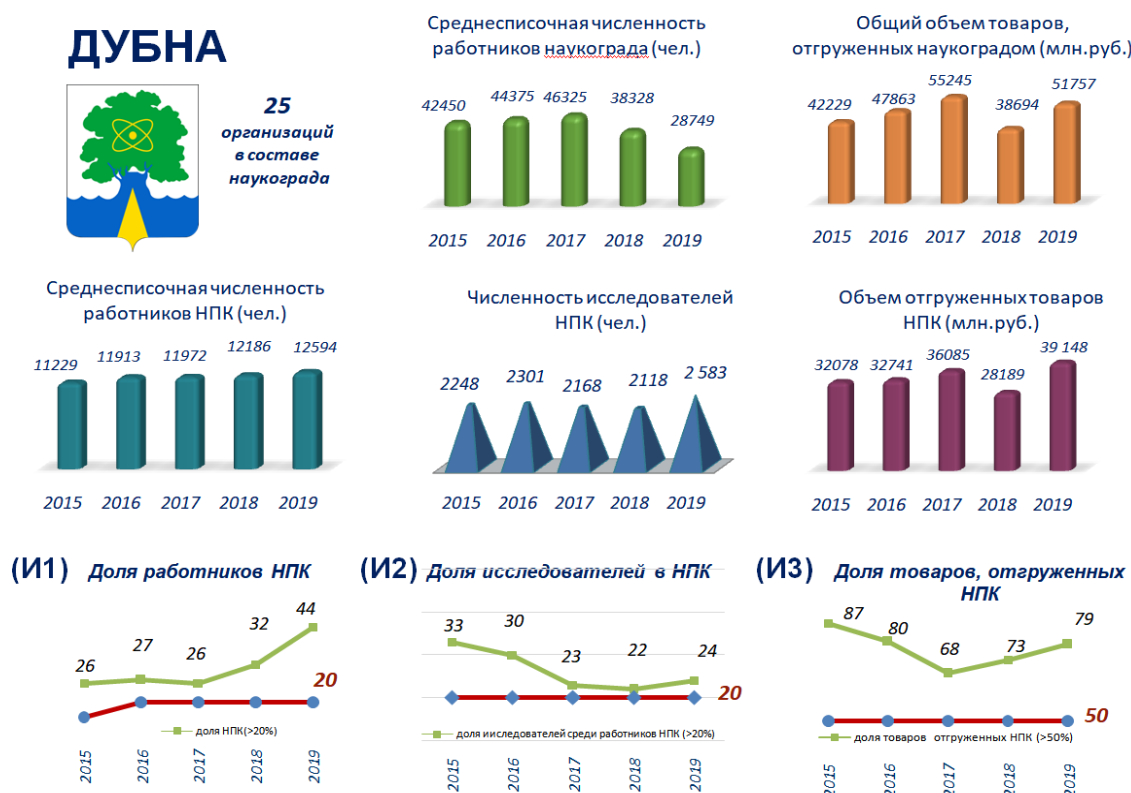 ДУБНА
25
организаций
в составе
наукограда
Среднесписочная численность
работников наукограда (чел.)
42450 44375 46325 38328 28749
2015 2016 2017 2018 2019
Общий объем товаров,
отгруженных наукоградом (млн.руб.)
42229 47863 55245 38694 51757
2015 2016 2017 2018 2019
Среднесписочная численность
работников НПК (чел.)
11229 11913 11972 12186 12594
2015 2016 2017 2018 2019
Численность исследователей
НПК (чел.)
2248 2301 2168 2118 2 583
2015 2016 2017 2018 2019
Объем отгруженных товаров
НПК (млн.руб.)
32078 32741 36085 28189 39 148
2015 2016 2017 2018 2019
(И1) Доля работников НПК
26 27 26 32 44
20
доля НПК (>20%)
2015 2016 2017 2018 2019
(И2) Доля исследователей в НПК
33 30 23 22 24
20
доля иислeдователей среди работников НПК (>20%)
2015 2016 2017 2018 2019
(И3) Доля товаров, отгруженных
НПК
87 80 68 73 79
50
доля товаров отгруженных НПК (>50%)
2015 2016 2017 2018 2019